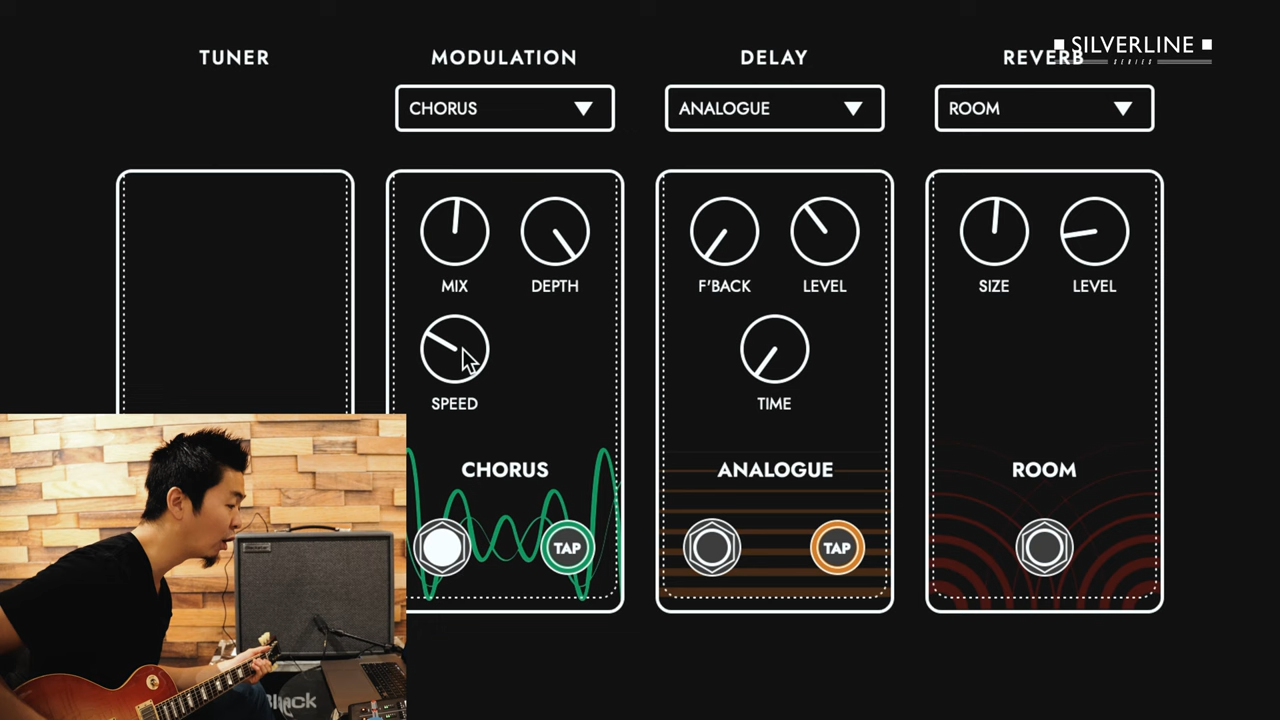 TUNER
MODULATION
DELAY
REVERB
SILVERLINE
SERIES
CHORUS
ANALOGUE
ROOM
MIX
DEPTH
F'BACK
LEVEL
SIZE
LEVEL
SPEED
TIME
CHORUS
ANALOGUE
ROOM
TAP
TAP